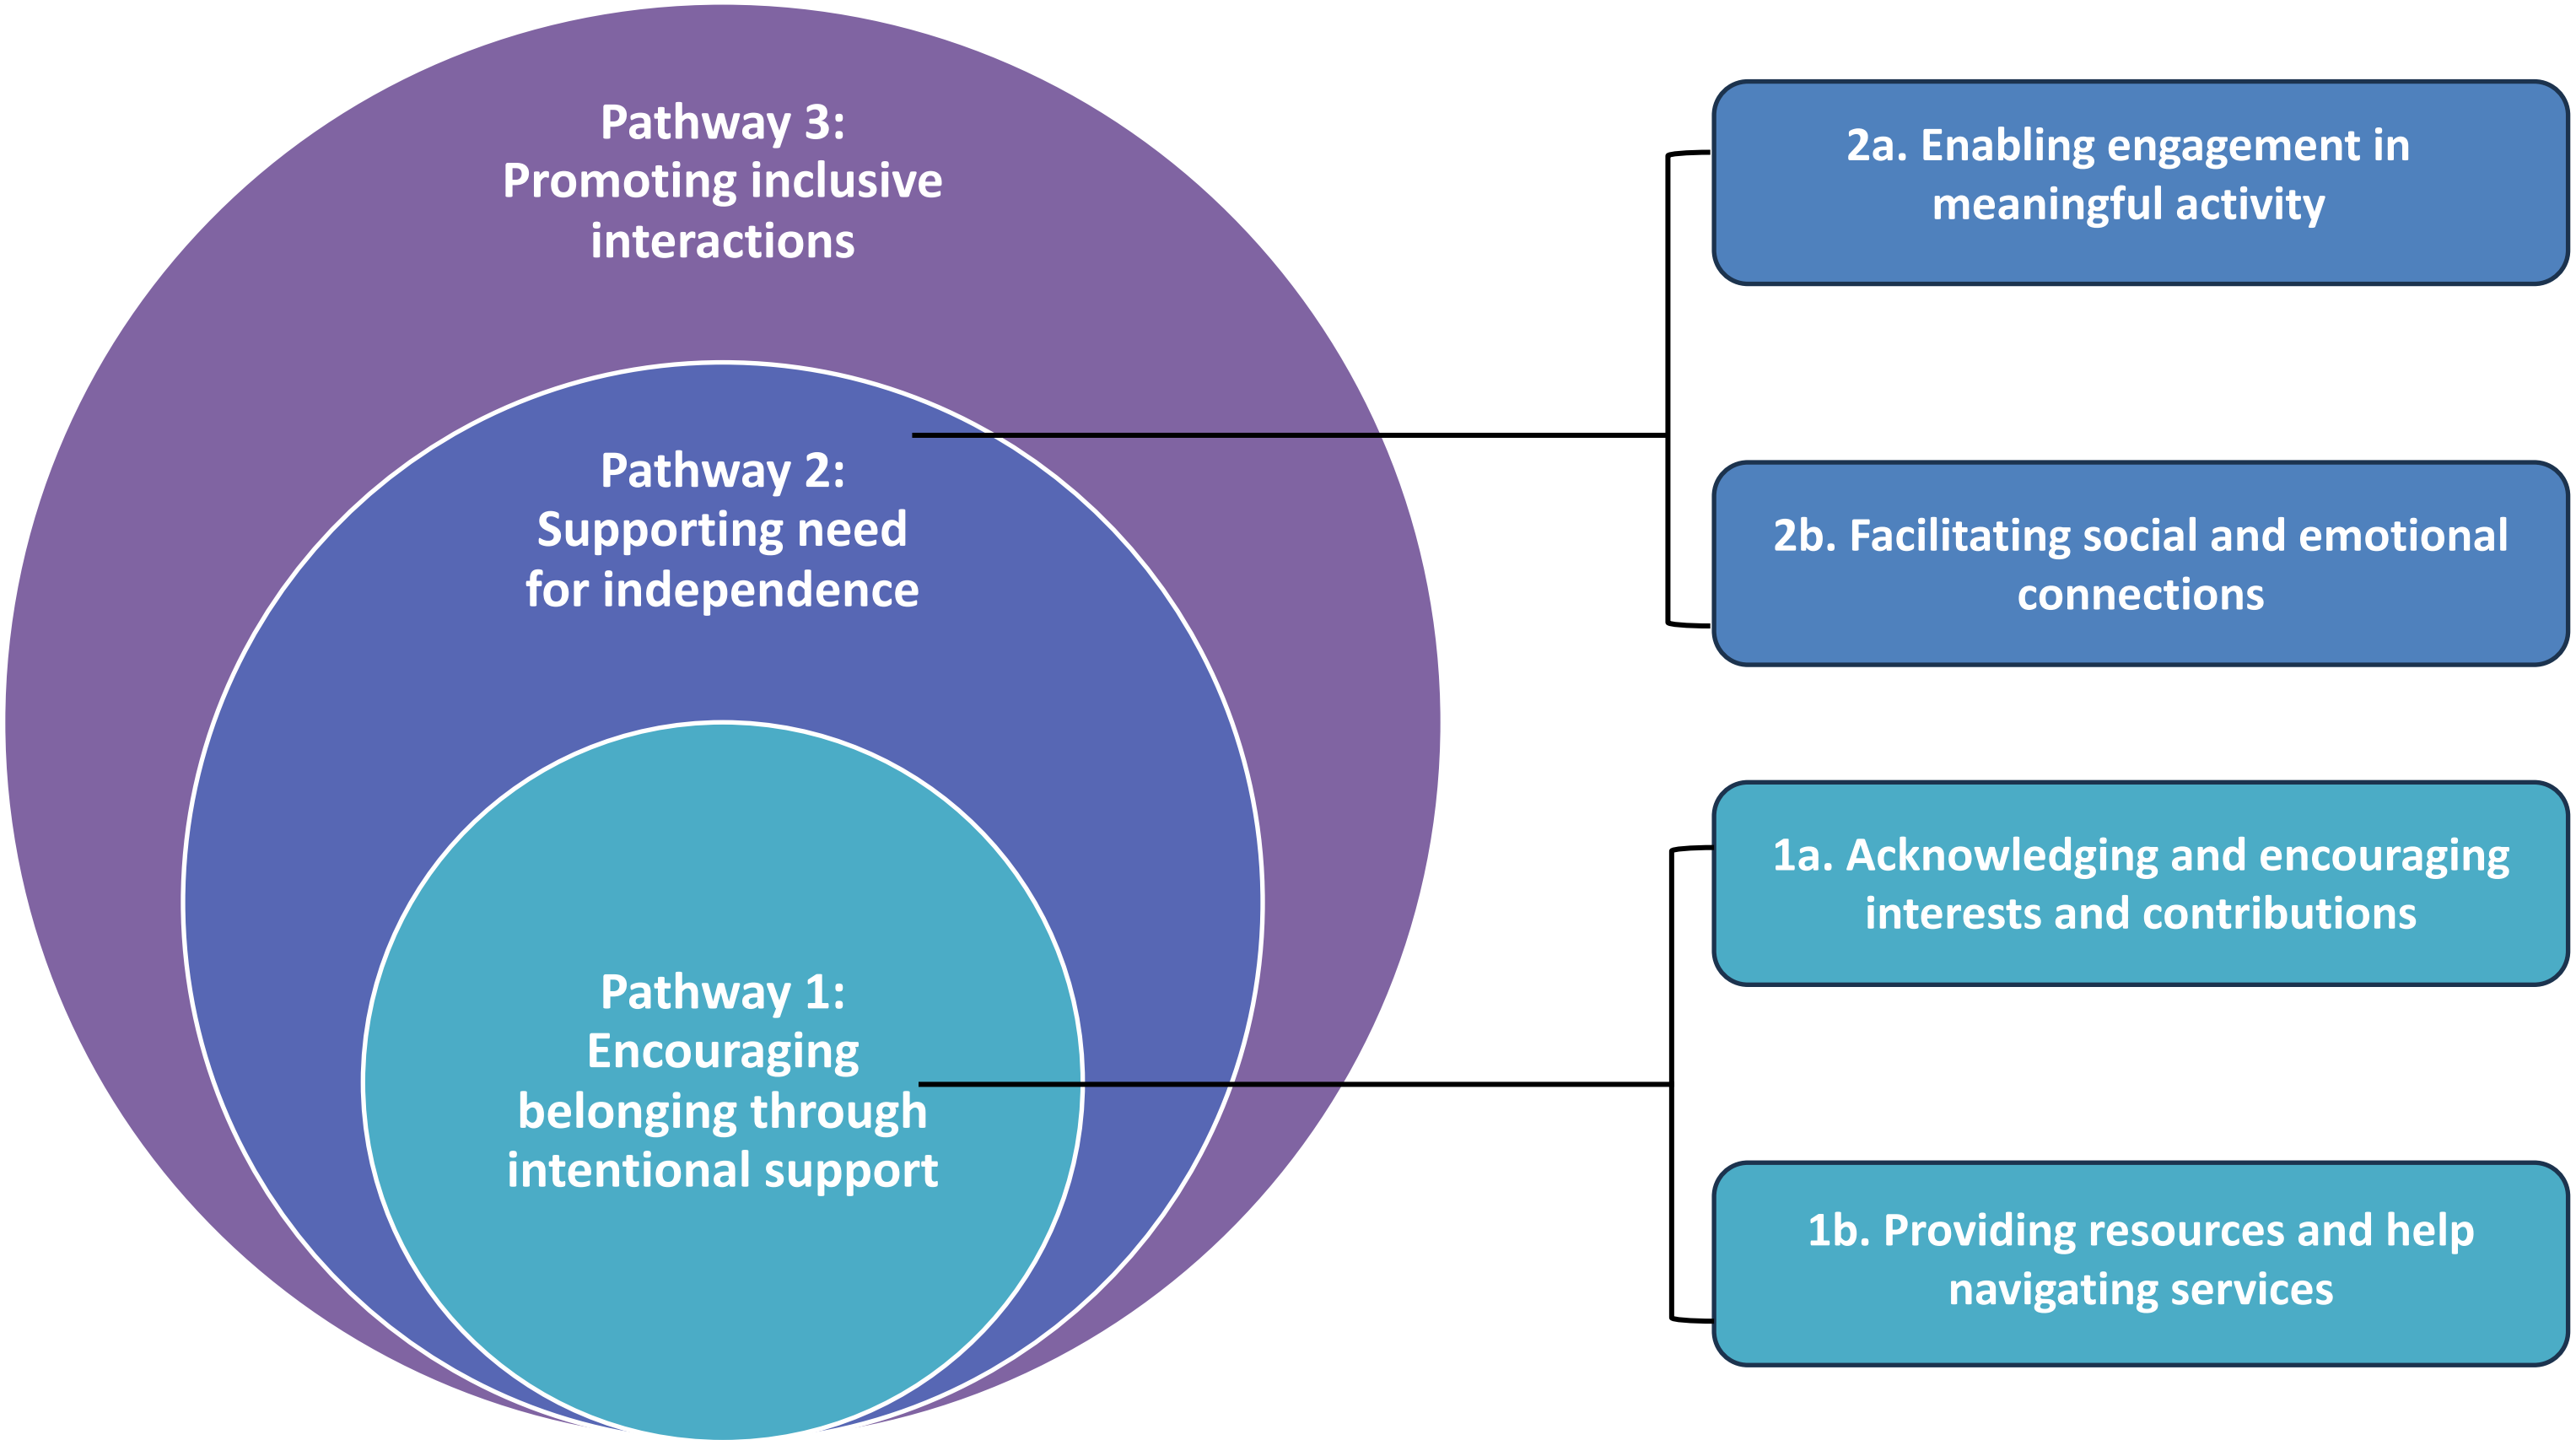 Pathway 3:
Promoting inclusive
interactions
Pathway 2:
Supporting need
for independence
Pathway 1:
Encouraging
belonging through
intentional support
2a. Enabling engagement in
meaningful activity
2b. Facilitating social and emotional
connections
1a. Acknowledging and encouraging
interests and contributions
1b. Providing resources and help
navigating services